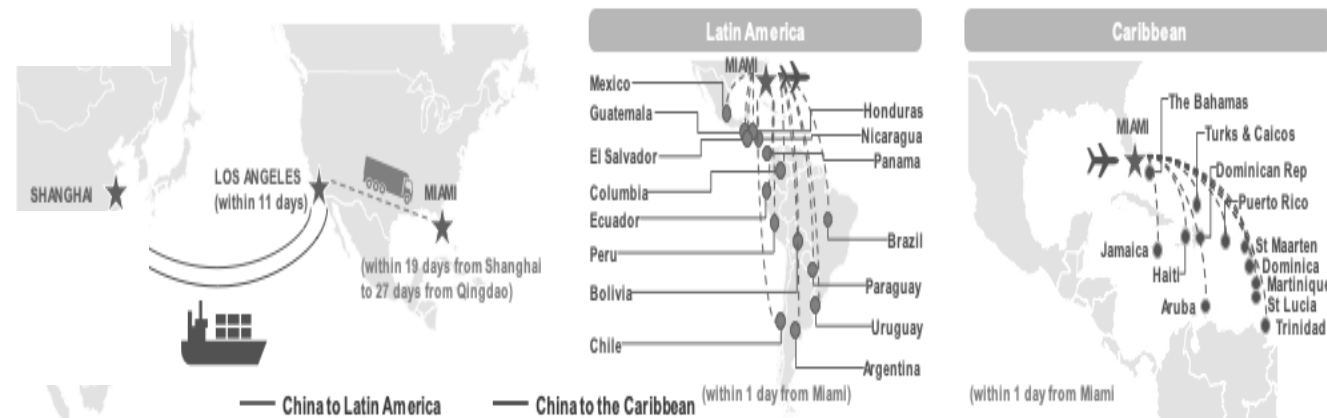 SHANGHAI
LOS ANGELES
(within 11 days)
MIAMI
(within 19 days from Shanghai
to 27 days from Qingdao)
China to Latin America
China to the Caribbean
Latin America
MIAMI
Mexico
Guatemala
El Salvador
Columbia
Ecuador
Peru
Bolivia
Chile
Honduras
Nicaragua
Panama
Brazil
Paraguay
Uruguay
Argentina
(within 1 day from Miami)
Caribbean
MIAMI
The Bahamas
Turks & Caicos
Dominican Rep
Puerto Rico
St Maarten
Dominica
Martinique
St Lucia
Trinidad
Jamaica
Haiti
Aruba
(within 1 day from Miami